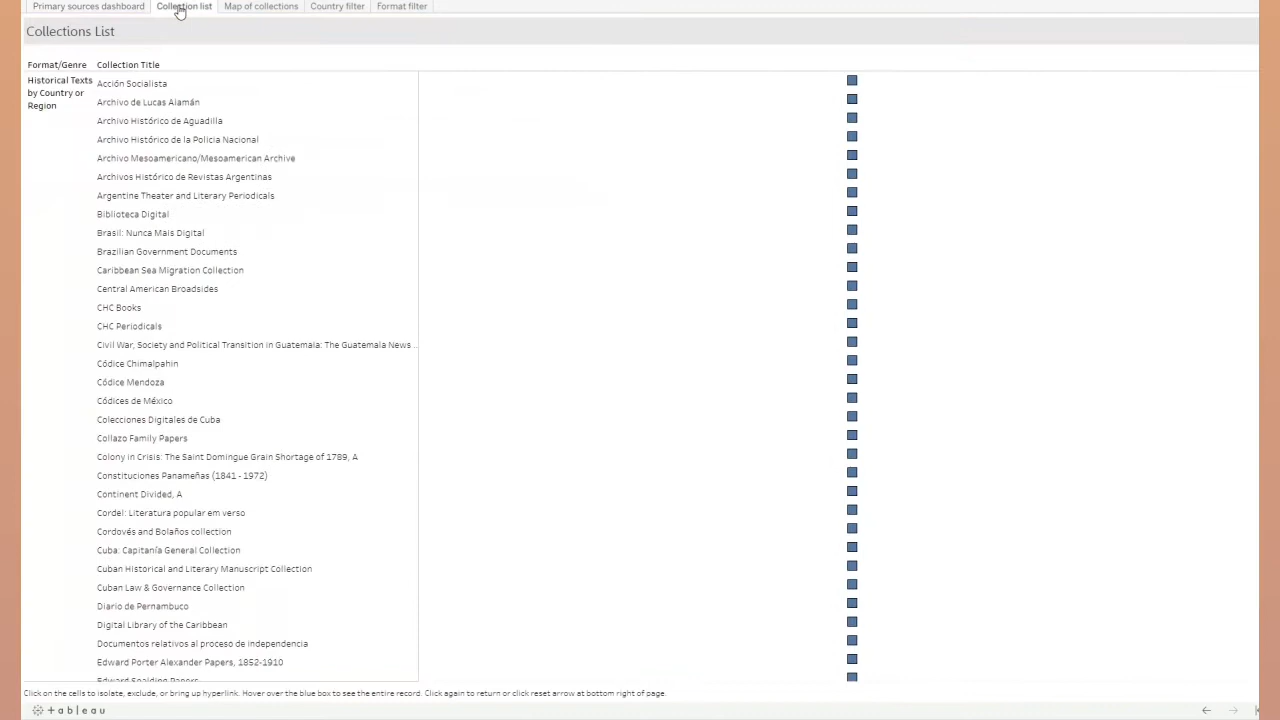 Primary sources dashboard Collection list Map of collections Country filter Format filter
Collections List
Format/Genre Collection Title
Historical Texts by Country or Region
Acción Socialista
Archivo de Lucas Alamán
Archivo Histórico de Aguadilla
Archivo Histórico de la Policia Nacional
Archivo Mesoamericano/Mesoamerican Archive
Archivos Histórico de Revistas Argentinas
Argentine Theater and Literary Periodicals
Biblioteca Digital
Brasil: Nunca Mais Digital
Brazilian Government Documents
Caribbean Sea Migration Collection
Central American Broadsides
CHC Books
CHC Periodicals
Civil War, Society and Political Transition in Guatemala: The Guatemala News ..
Códice Chimalpahin
Códice Mendoza
Códices de México
Colecciones Digitales de Cuba
Collazo Family Papers
Colony in Crisis: The Saint Domingue Grain Shortage of 1789, A
Constituciones Panameñas (1841 - 1972)
Continent Divided, A
Cordel: Literatura popular em verso
Cordovés and Bolaños collection
Cuba: Capitanía General Collection
Cuban Historical and Literary Manuscript Collection
Cuban Law & Governance Collection
Diario de Pernambuco
Digital Library of the Caribbean
Documentos relativos al proceso de independencia
Edward Porter Alexander Papers, 1852-1910
Edward Spalding Papers
Click on the cells to isolate, exclude, or bring up hyperlink. Hover over the blue box to see the entire record. Click again to return or click reset arrow at bottom right of page.
+ a b | e a u